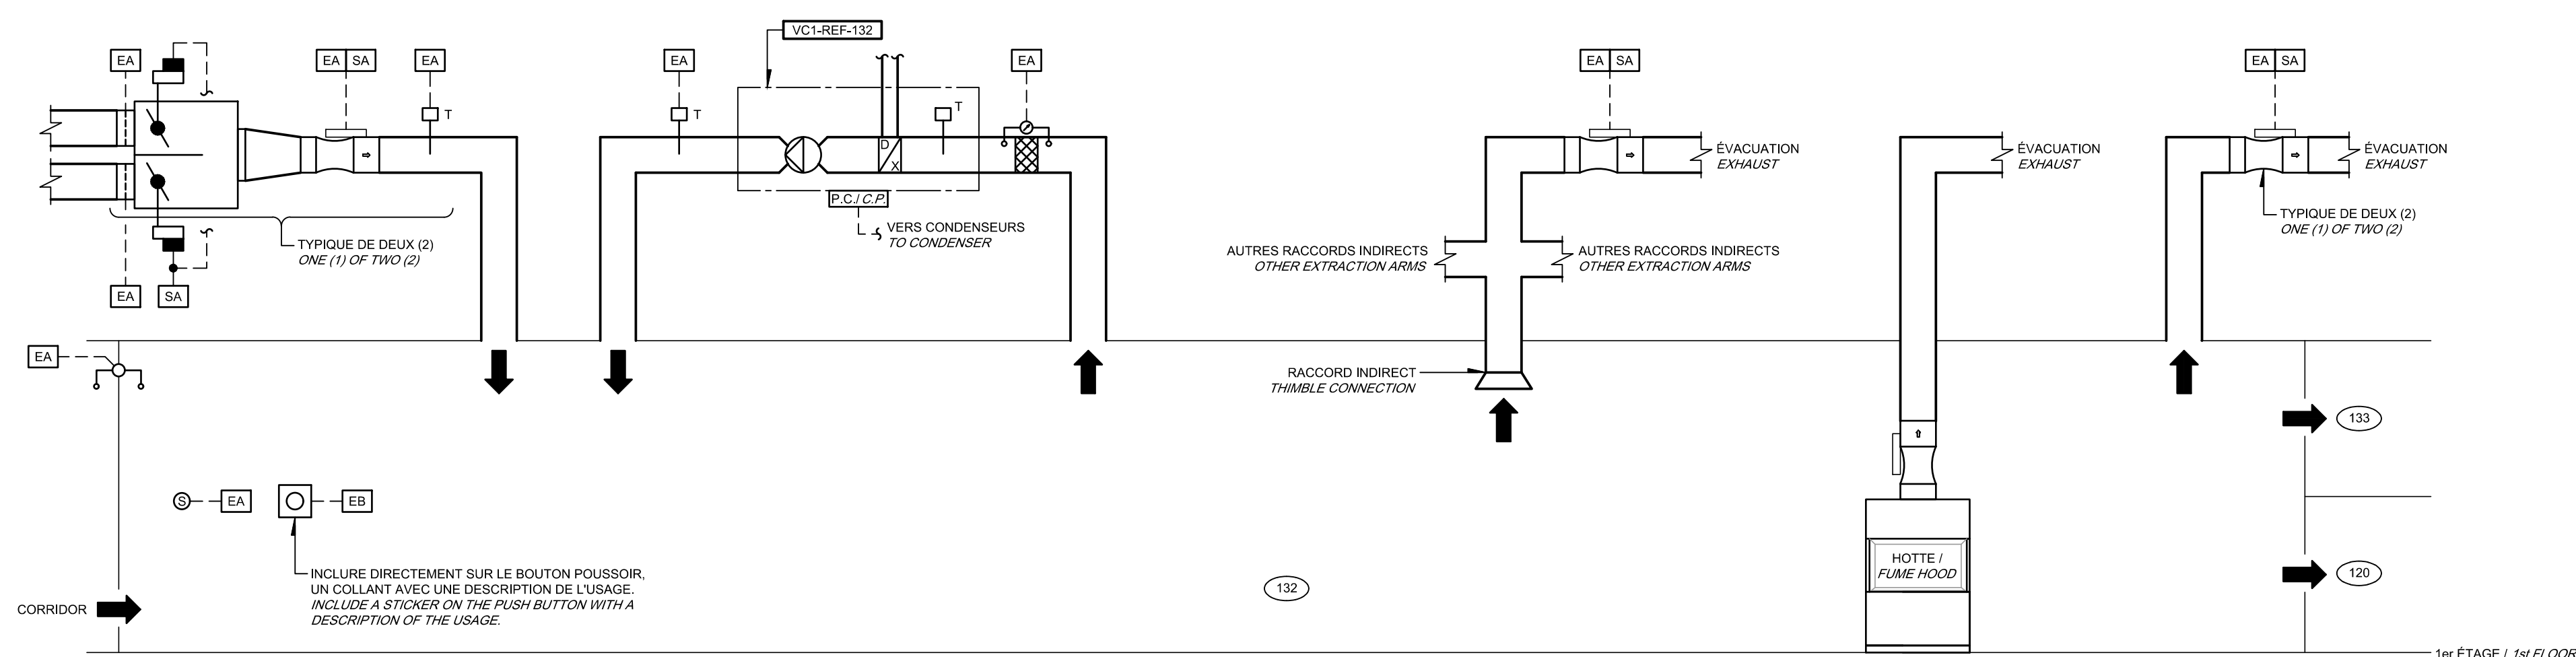 VC1-REF-132
EA
EA SA
EA
EA
EA
EA SA
EA SA
T
T
T
D
X
ÉVACUATION
EXHAUST
ÉVACUATION
EXHAUST
ÉVACUATION
EXHAUST
P.C./ C.P.
VERS CONDENSEURS
TO CONDENSER
TYPIQUE DE DEUX (2)
ONE (1) OF TWO (2)
TYPIQUE DE DEUX (2)
ONE (1) OF TWO (2)
AUTRES RACCORDS INDIRECTS
OTHER EXTRACTION ARMS
AUTRES RACCORDS INDIRECTS
OTHER EXTRACTION ARMS
EA
SA
EA
RACCORD INDIRECT
THIMBLE CONNECTION
133
S
EA
EB
HOTTE /
FUME HOOD
120
INCLURE DIRECTEMENT SUR LE BOUTON POUSSOIR,
UN COLLANT AVEC UNE DESCRIPTION DE L'USAGE.
INCLUDE A STICKER ON THE PUSH BUTTON WITH A
DESCRIPTION OF THE USAGE.
132
CORRIDOR
1er ÉTAGE / 1st FLOOR